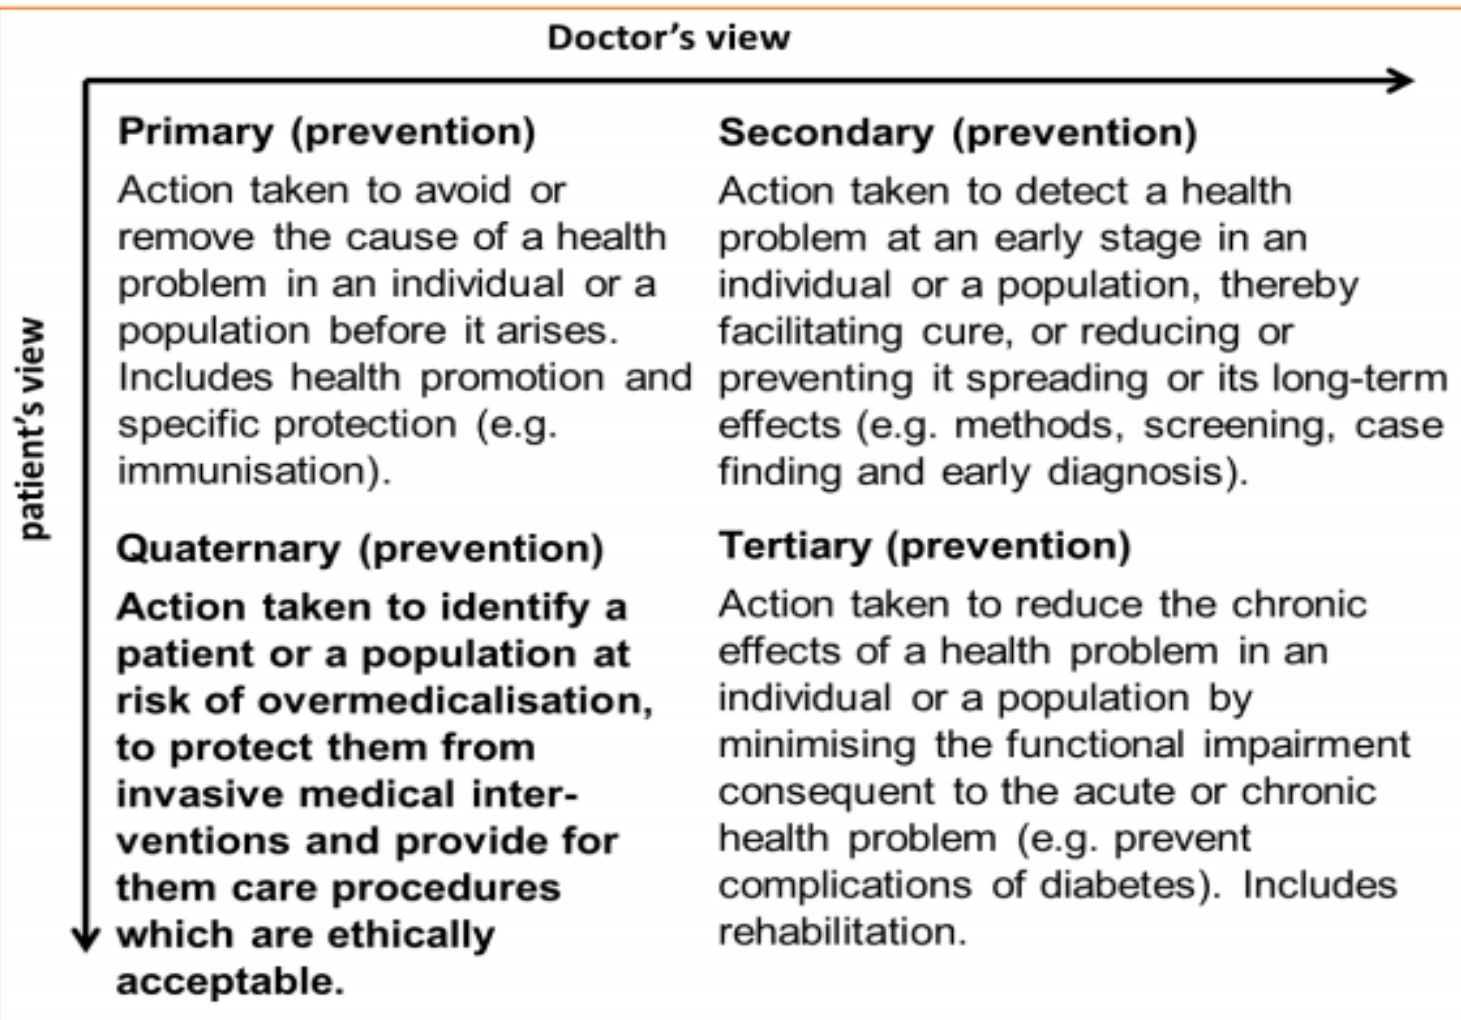 Doctor's view
patient's view
Primary (prevention)
Action taken to avoid or
remove the cause of a health
problem in an individual or a
population before it arises.
Includes health promotion and
specific protection (e.g.
immunisation).
Secondary (prevention)
Action taken to detect a health
problem at an early stage in an
individual or a population, thereby
facilitating cure, or reducing or
preventing it spreading or its long-term
effects (e.g. methods, screening, case
finding and early diagnosis).
Quaternary (prevention)
Action taken to identify a
patient or a population at
risk of overmedicalisation,
to protect them from
invasive medical inter-
ventions and provide for
them care procedures
which are ethically
acceptable.
Tertiary (prevention)
Action taken to reduce the chronic
effects of a health problem in an
individual or a population by
minimising the functional impairment
consequent to the acute or chronic
health problem (e.g. prevent
complications of diabetes). Includes
rehabilitation.